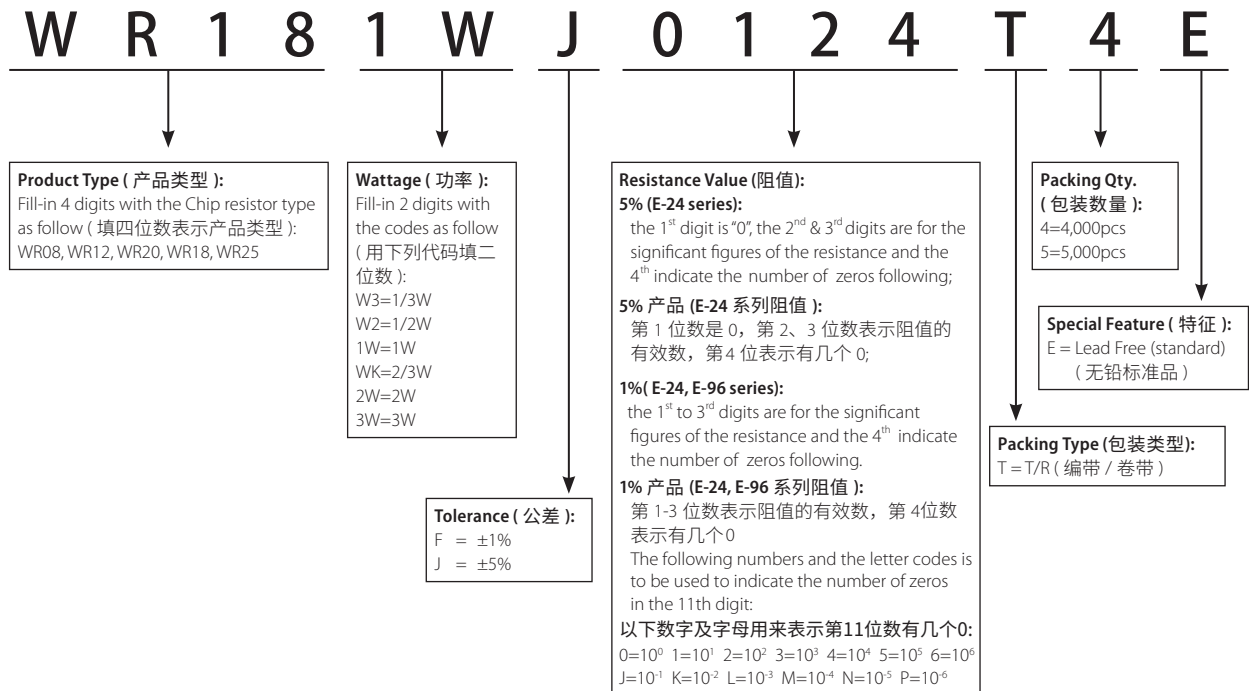 W R 1 8 1 W J 0 1 2 4 T 4 E
Product Type ( 产品类型 ):
Fill-in 4 digits with the Chip resistor type
as follow ( 填四位数表示产品类型 ):
WR08, WR12, WR20, WR18, WR25
Wattage ( 功率 ):
Fill-in 2 digits with
the codes as follow
( 用下列代码填二
位数 ):
W3=1/3W
W2=1/2W
1W=1W
WK=2/3W
2W=2W
3W=3W
Tolerance ( 公差 ):
F = ±1%
J = ±5%
Resistance Value (阻值):
5% (E-24 series):
the 1st digit is “0”, the 2nd & 3rd digits are for the
significant figures of the resistance and the
4th indicate the number of zeros following;
5% 产品 (E-24 系列阻值 ):
第 1 位数是 0，第 2、3 位数表示阻值的
有效数，第4 位表示有几个 0;
1%( E-24, E-96 series):
the 1st to 3rd digits are for the significant
figures of the resistance and the 4th indicate
the number of zeros following.
1% 产品 (E-24, E-96 系列阻值 ):
第 1-3 位数表示阻值的有效数，第 4位数
表示有几个0
The following numbers and the letter codes is
to be used to indicate the number of zeros
in the 11th digit:
以下数字及字母用来表示第11位数有几个0:
0=10⁰ 1=10¹ 2=10² 3=10³ 4=10⁴ 5=10⁵ 6=10⁶
J=10⁻¹ K=10⁻² L=10⁻³ M=10⁻⁴ N=10⁻⁵ P=10⁻⁶
Packing Qty.
( 包装数量 ):
4=4,000pcs
5=5,000pcs
Special Feature ( 特征 ):
E = Lead Free (standard)
( 无铅标准品 )
Packing Type (包装类型):
T = T/R ( 编带 / 卷带 )